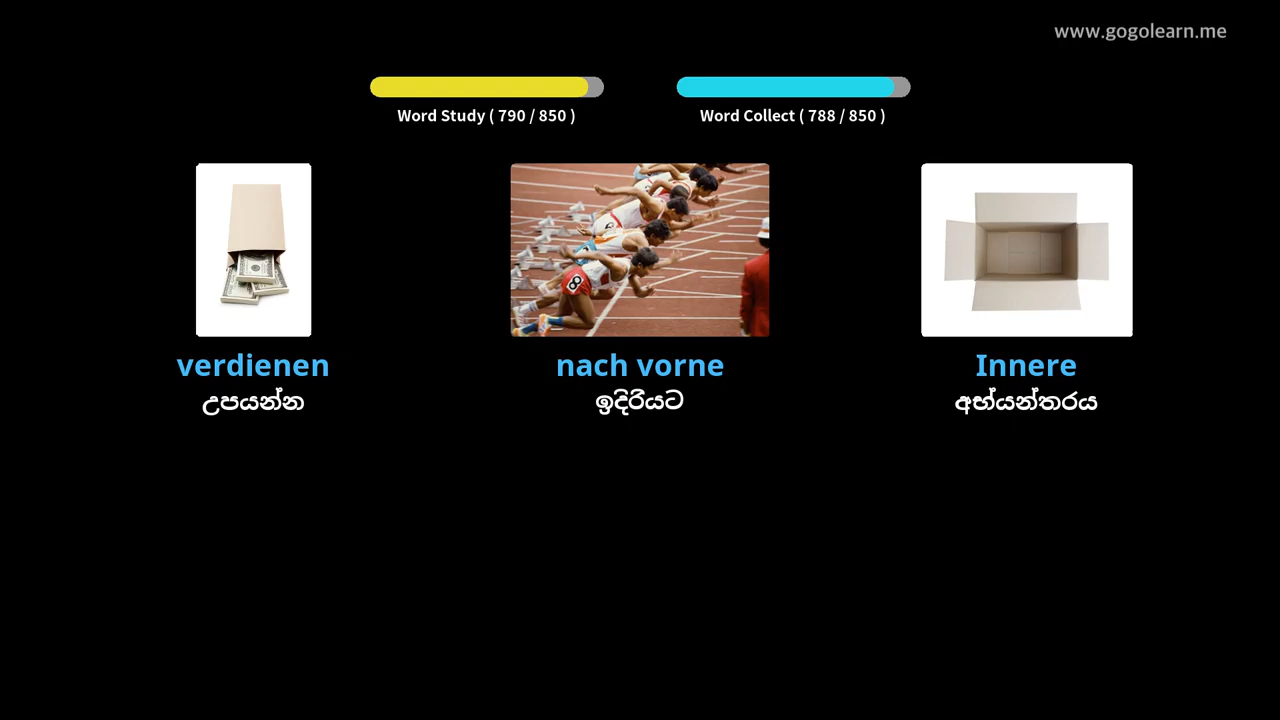 www.gogolearn.me
Word Study ( 790 / 850 )
Word Collect ( 788 / 850 )
verdienen
උපයන්න
nach vorne
ඉදිරියට
Innere
අභ්යන්තරය
8